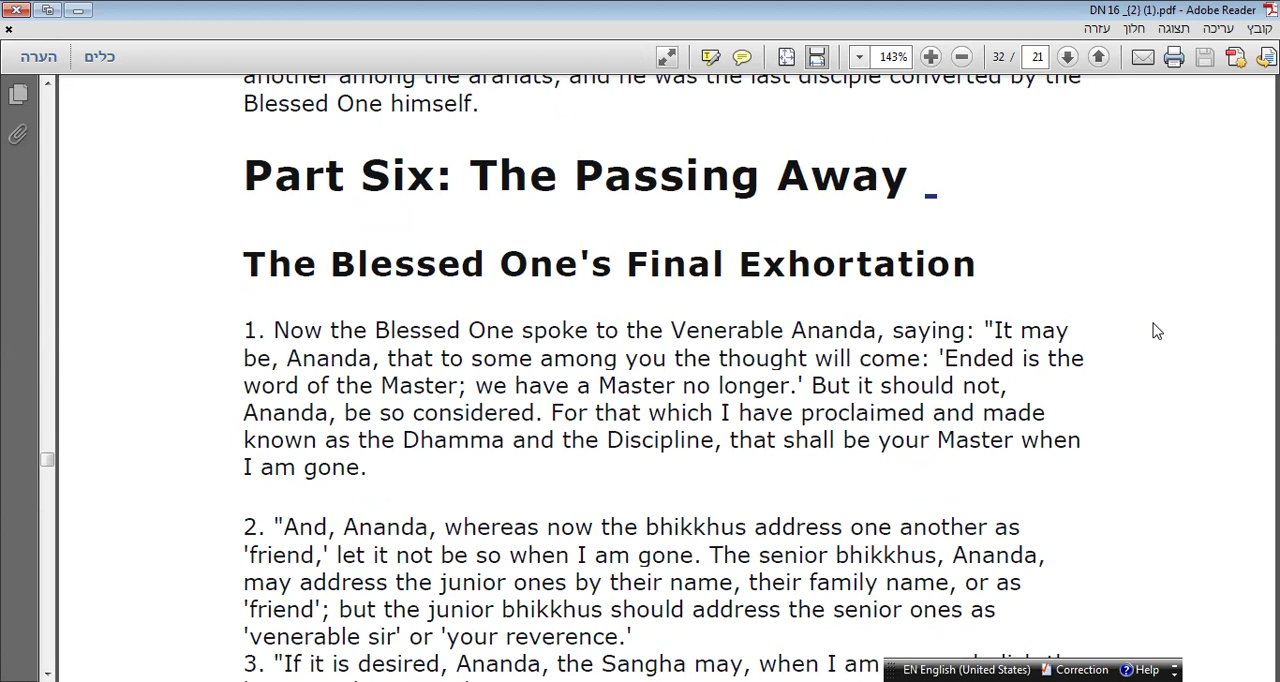 DN 16 _{2} (1).pdf - Adobe Reader
קובץ עריכה תצוגה חלון עזרה
הערה כלים 143% 32 / 21
another among the arahats, and he was the last disciple converted by the
Blessed One himself.
Part Six: The Passing Away _
The Blessed One's Final Exhortation
1. Now the Blessed One spoke to the Venerable Ananda, saying: "It may
be, Ananda, that to some among you the thought will come: 'Ended is the
word of the Master; we have a Master no longer.' But it should not,
Ananda, be so considered. For that which I have proclaimed and made
known as the Dhamma and the Discipline, that shall be your Master when
I am gone.
2. "And, Ananda, whereas now the bhikkhus address one another as
'friend,' let it not be so when I am gone. The senior bhikkhus, Ananda,
may address the junior ones by their name, their family name, or as
'friend'; but the junior bhikkhus should address the senior ones as
'venerable sir' or 'your reverence.'
3. "If it is desired, Ananda, the Sangha may, when I am
EN English (United States) Correction Help